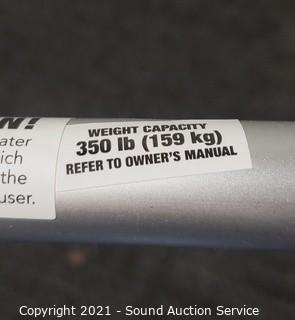 N!
ater
ich
the
user.
WEIGHT CAPACITY
350 lb (159 kg)
REFER TO OWNER'S MANUAL
Copyright 2021 - Sound Auction Service